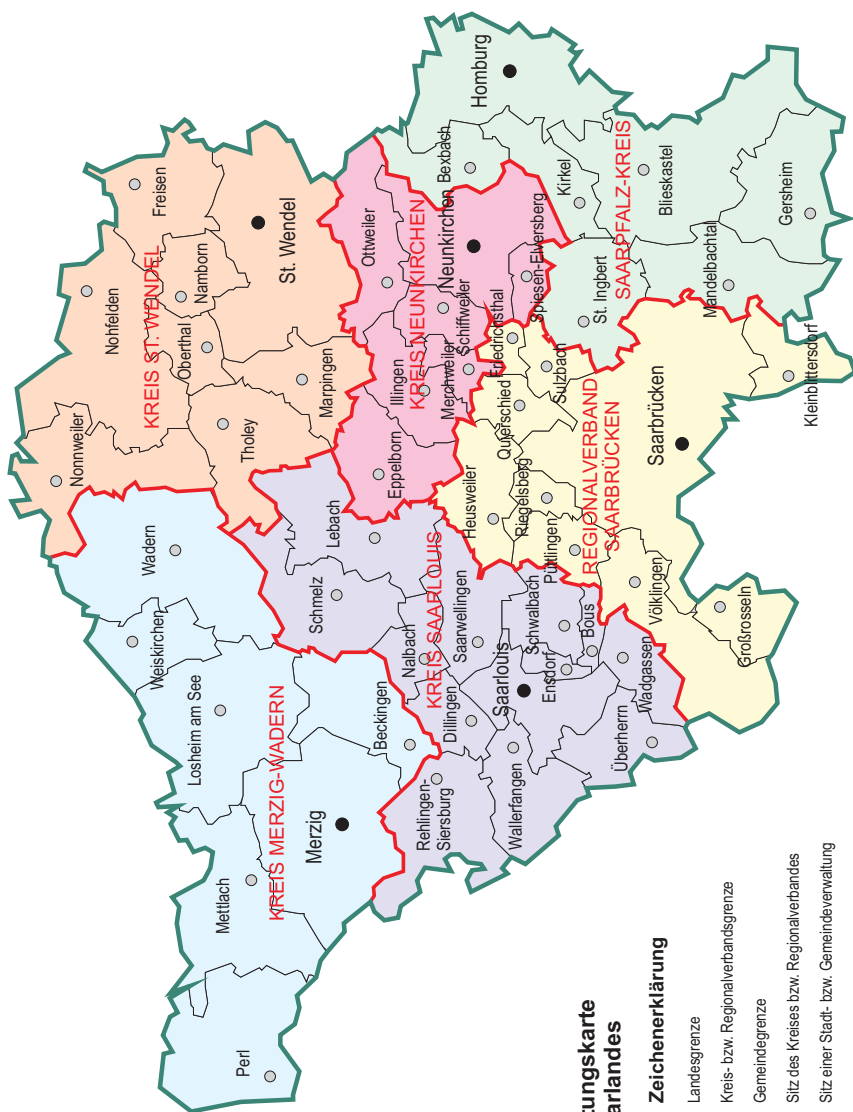 KREIS MERZIG-WADERN
Perl
Mettlach
Merzig
Losheim am See
Weiskirchen
Wadern
Beckingen
KREIS ST. WENDEL
Nonnweiler
Nohfelden
Freisen
Oberthal
Namborn
Tholey
Marpingen
St. Wendel
KREIS SAARLOUIS
Schmelz
Lebach
Nalbach
Saarwellingen
Dillingen
Rehlingen-
Siersburg
Wallerfangen
Saarlouis
Schwalbach
Ensdorf
Bous
Wadgassen
Überherrn
KREIS NEUNKIRCHEN
Eppelborn
Illingen
Ottweiler
Merchweiler
Schiffweiler
Neunkirchen
Spiesen-Elversberg
REGIONALVERBAND
SAARBRÜCKEN
Heusweiler
Riegelsberg
Quierschied
Friedrichsthal
Sulzbach
Püttlingen
Völklingen
Großrosseln
Saarbrücken
Kleinblittersdorf
SAARPFALZ-KREIS
Bexbach
Homburg
Kirkel
St. Ingbert
Blieskastel
Mandelbachtal
Gersheim
tungskarte
arlandes
Zeichenerklärung
Landesgrenze
Kreis- bzw. Regionalverbandsgrenze
Gemeindegrenze
Sitz des Kreises bzw. Regionalverbandes
Sitz einer Stadt- bzw. Gemeindeverwaltung